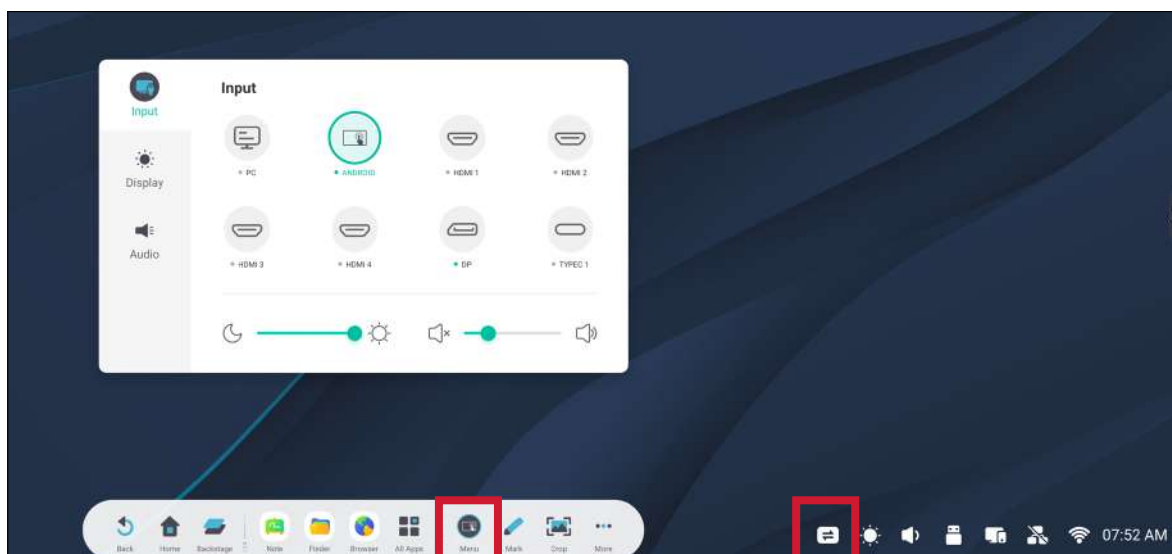 Input
Input
PC
ANDROID
HDMI 1
HDMI 2
Display
Audio
HDMI 3
HDMI 4
DP
TYPEC 1
Back
Home
Backstage
Note
Finder
Browser
All Apps
Menu
Mark
Crop
More
07:52 AM